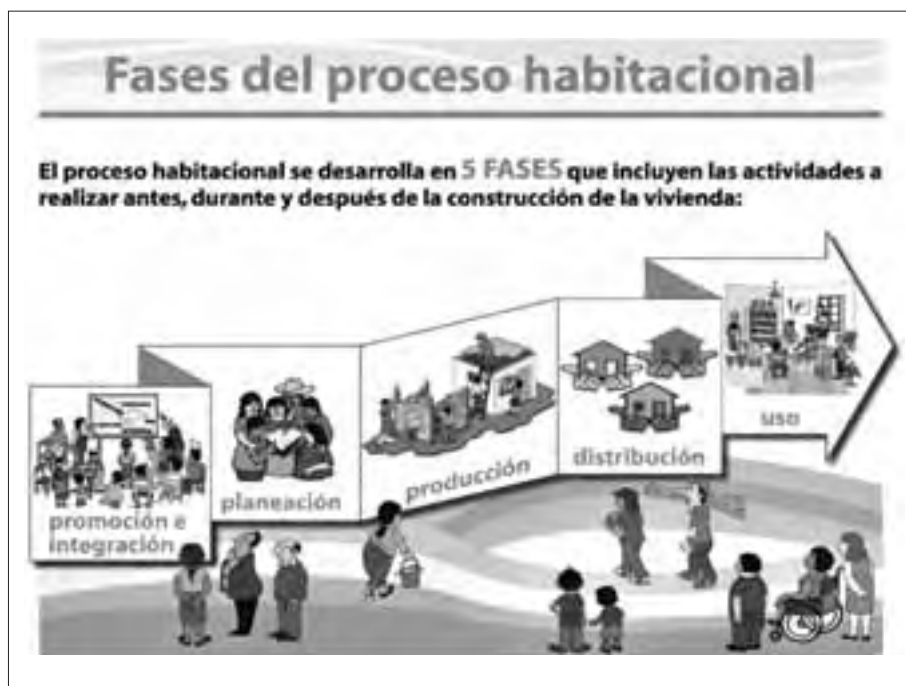 Fases del proceso habitacional
El proceso habitacional se desarrolla en 5 FASES que incluyen las actividades a
realizar antes, durante y después de la construcción de la vivienda:
promoción e
integración
planeación
producción
distribución
uso